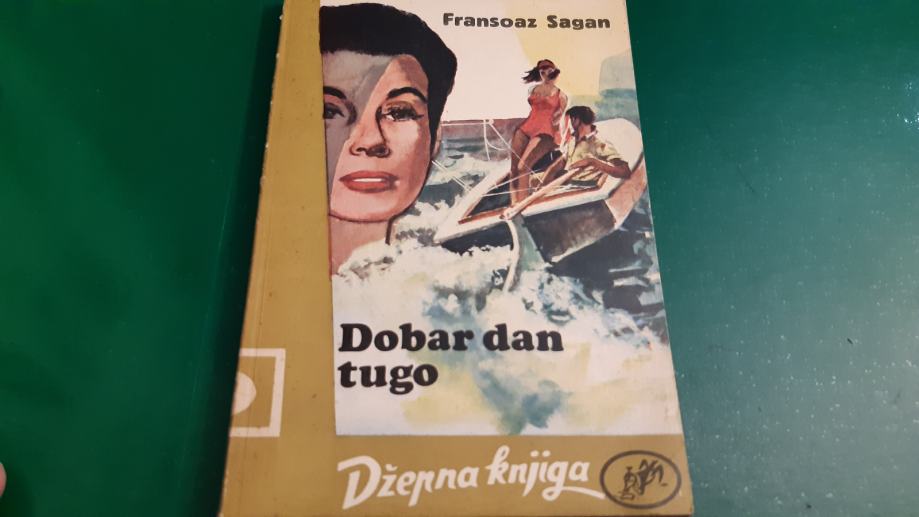 Fransoaz Sagan
Dobar dan
tugo
Džepna knjiga